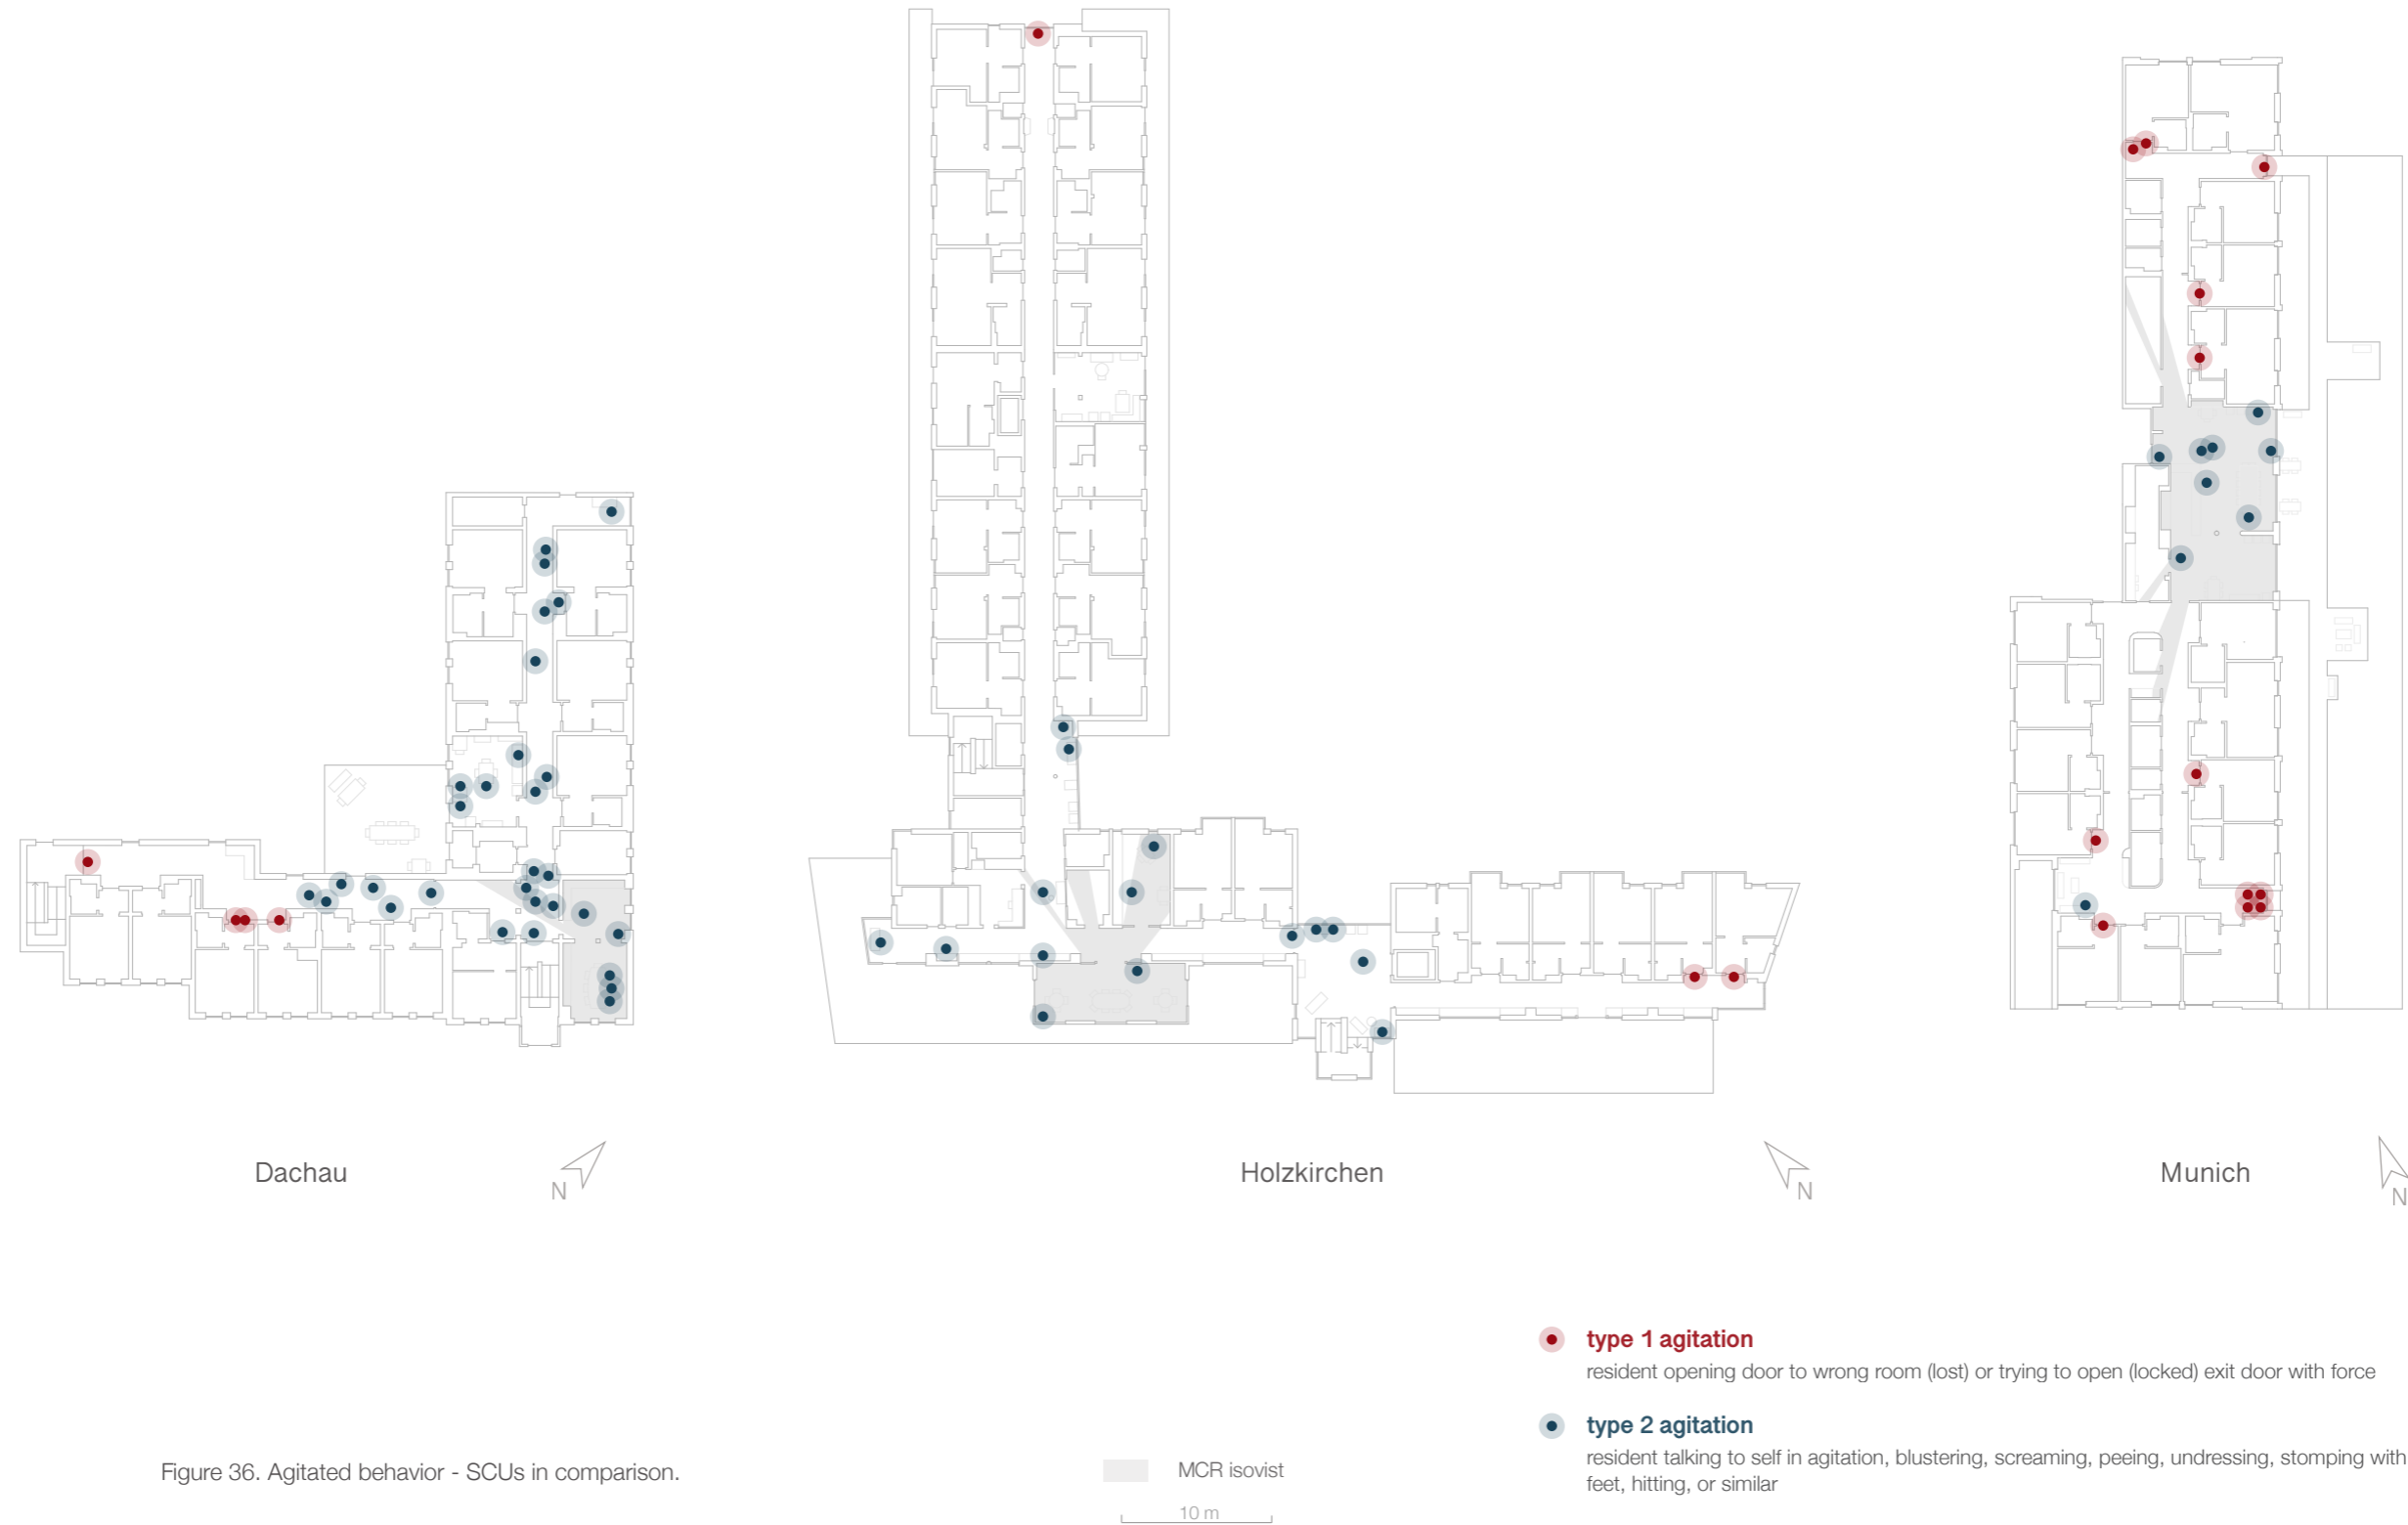 Dachau
N
Holzkirchen
N
Munich
N
type 1 agitation
resident opening door to wrong room (lost) or trying to open (locked) exit door with force
type 2 agitation
resident talking to self in agitation, blustering, screaming, peeing, undressing, stomping with
feet, hitting, or similar
Figure 36. Agitated behavior - SCUs in comparison.
MCR isovist
10 m